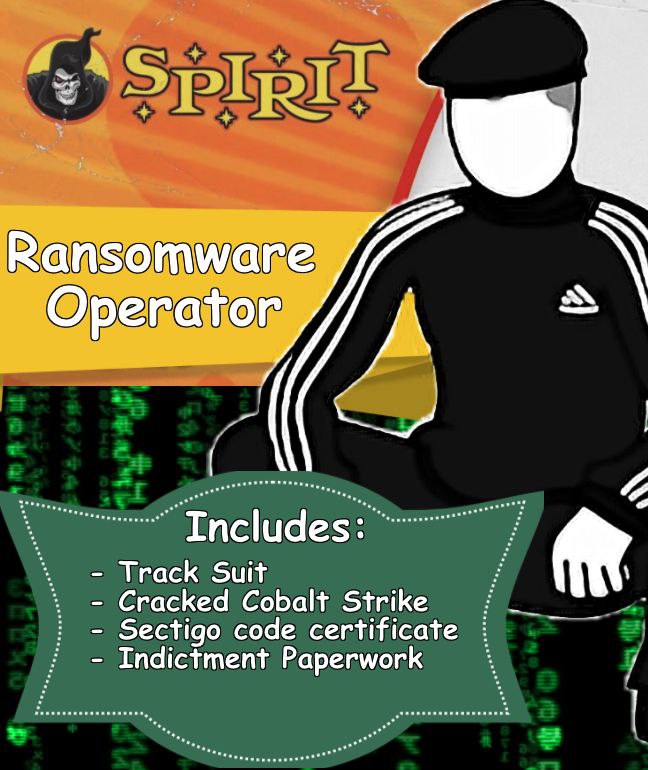 SPIRIT
Ransomware
Operator
Includes:
- Track Suit
- Cracked Cobalt Strike
- Sectigo code certificate
- Indictment Paperwork